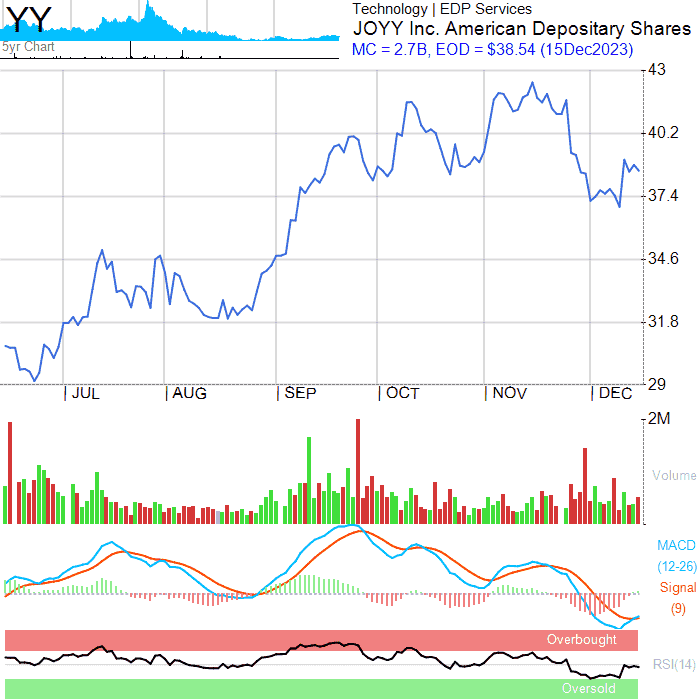 YY
5yr Chart
Technology | EDP Services
JOYY Inc. American Depositary Shares
MC = 2.7B, EOD = $38.54 (15Dec2023)
43
40.2
37.4
34.6
31.8
29
JUL
AUG
SEP
OCT
NOV
DEC
2M
Volume
MACD
(12-26)
Signal
(9)
Overbought
RSI(14)
Oversold